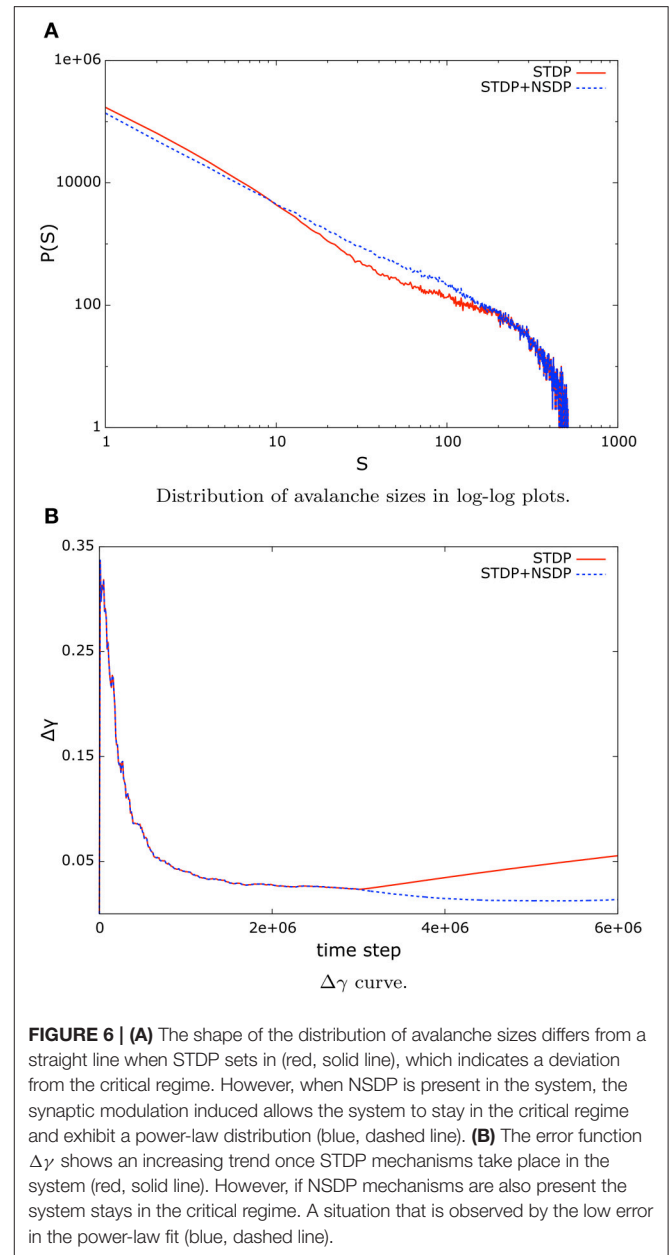 A
1e+06
STDP
STDP+NSDP
10000
P(S)
100
1
1 10 100 1000
S
Distribution of avalanche sizes in log-log plots.
B
0.35
STDP
STDP+NSDP
0.25
Δγ
0.15
0.05
0 2e+06 4e+06 6e+06
time step
Δγ curve.
FIGURE 6 | (A) The shape of the distribution of avalanche sizes differs from a
straight line when STDP sets in (red, solid line), which indicates a deviation
from the critical regime. However, when NSDP is present in the system, the
synaptic modulation induced allows the system to stay in the critical regime
and exhibit a power-law distribution (blue, dashed line). (B) The error function
Δγ shows an increasing trend once STDP mechanisms take place in the
system (red, solid line). However, if NSDP mechanisms are also present the
system stays in the critical regime. A situation that is observed by the low error
in the power-law fit (blue, dashed line).